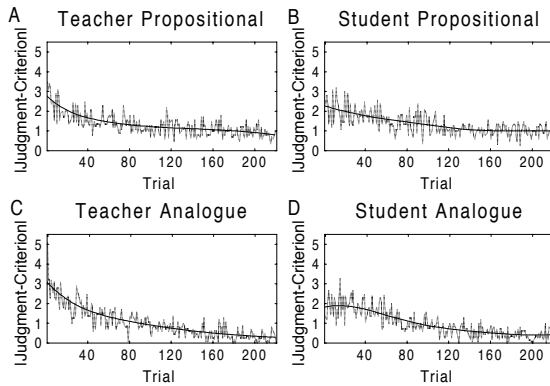 A Teacher Propositional
|Judgment-Criterion|
5
4
3
2
1
0
40 80 120 160 200
Trial
B Student Propositional
|Judgment-Criterion|
5
4
3
2
1
0
40 80 120 160 200
Trial
C Teacher Analogue
|Judgment-Criterion|
5
4
3
2
1
0
40 80 120 160 200
Trial
D Student Analogue
|Judgment-Criterion|
5
4
3
2
1
0
40 80 120 160 200
Trial